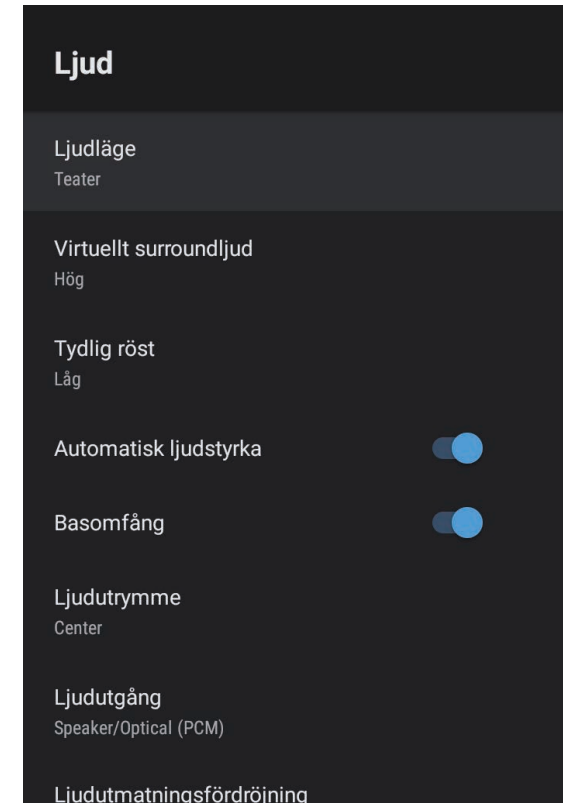 Ljud
Ljudläge
Teater
Virtuellt surroundljud
Hög
Tydlig röst
Låg
Automatisk ljudstyrka
Basomfång
Ljudutrymme
Center
Ljudutgång
Speaker/Optical (PCM)
Ljudutmatningsfördröjning